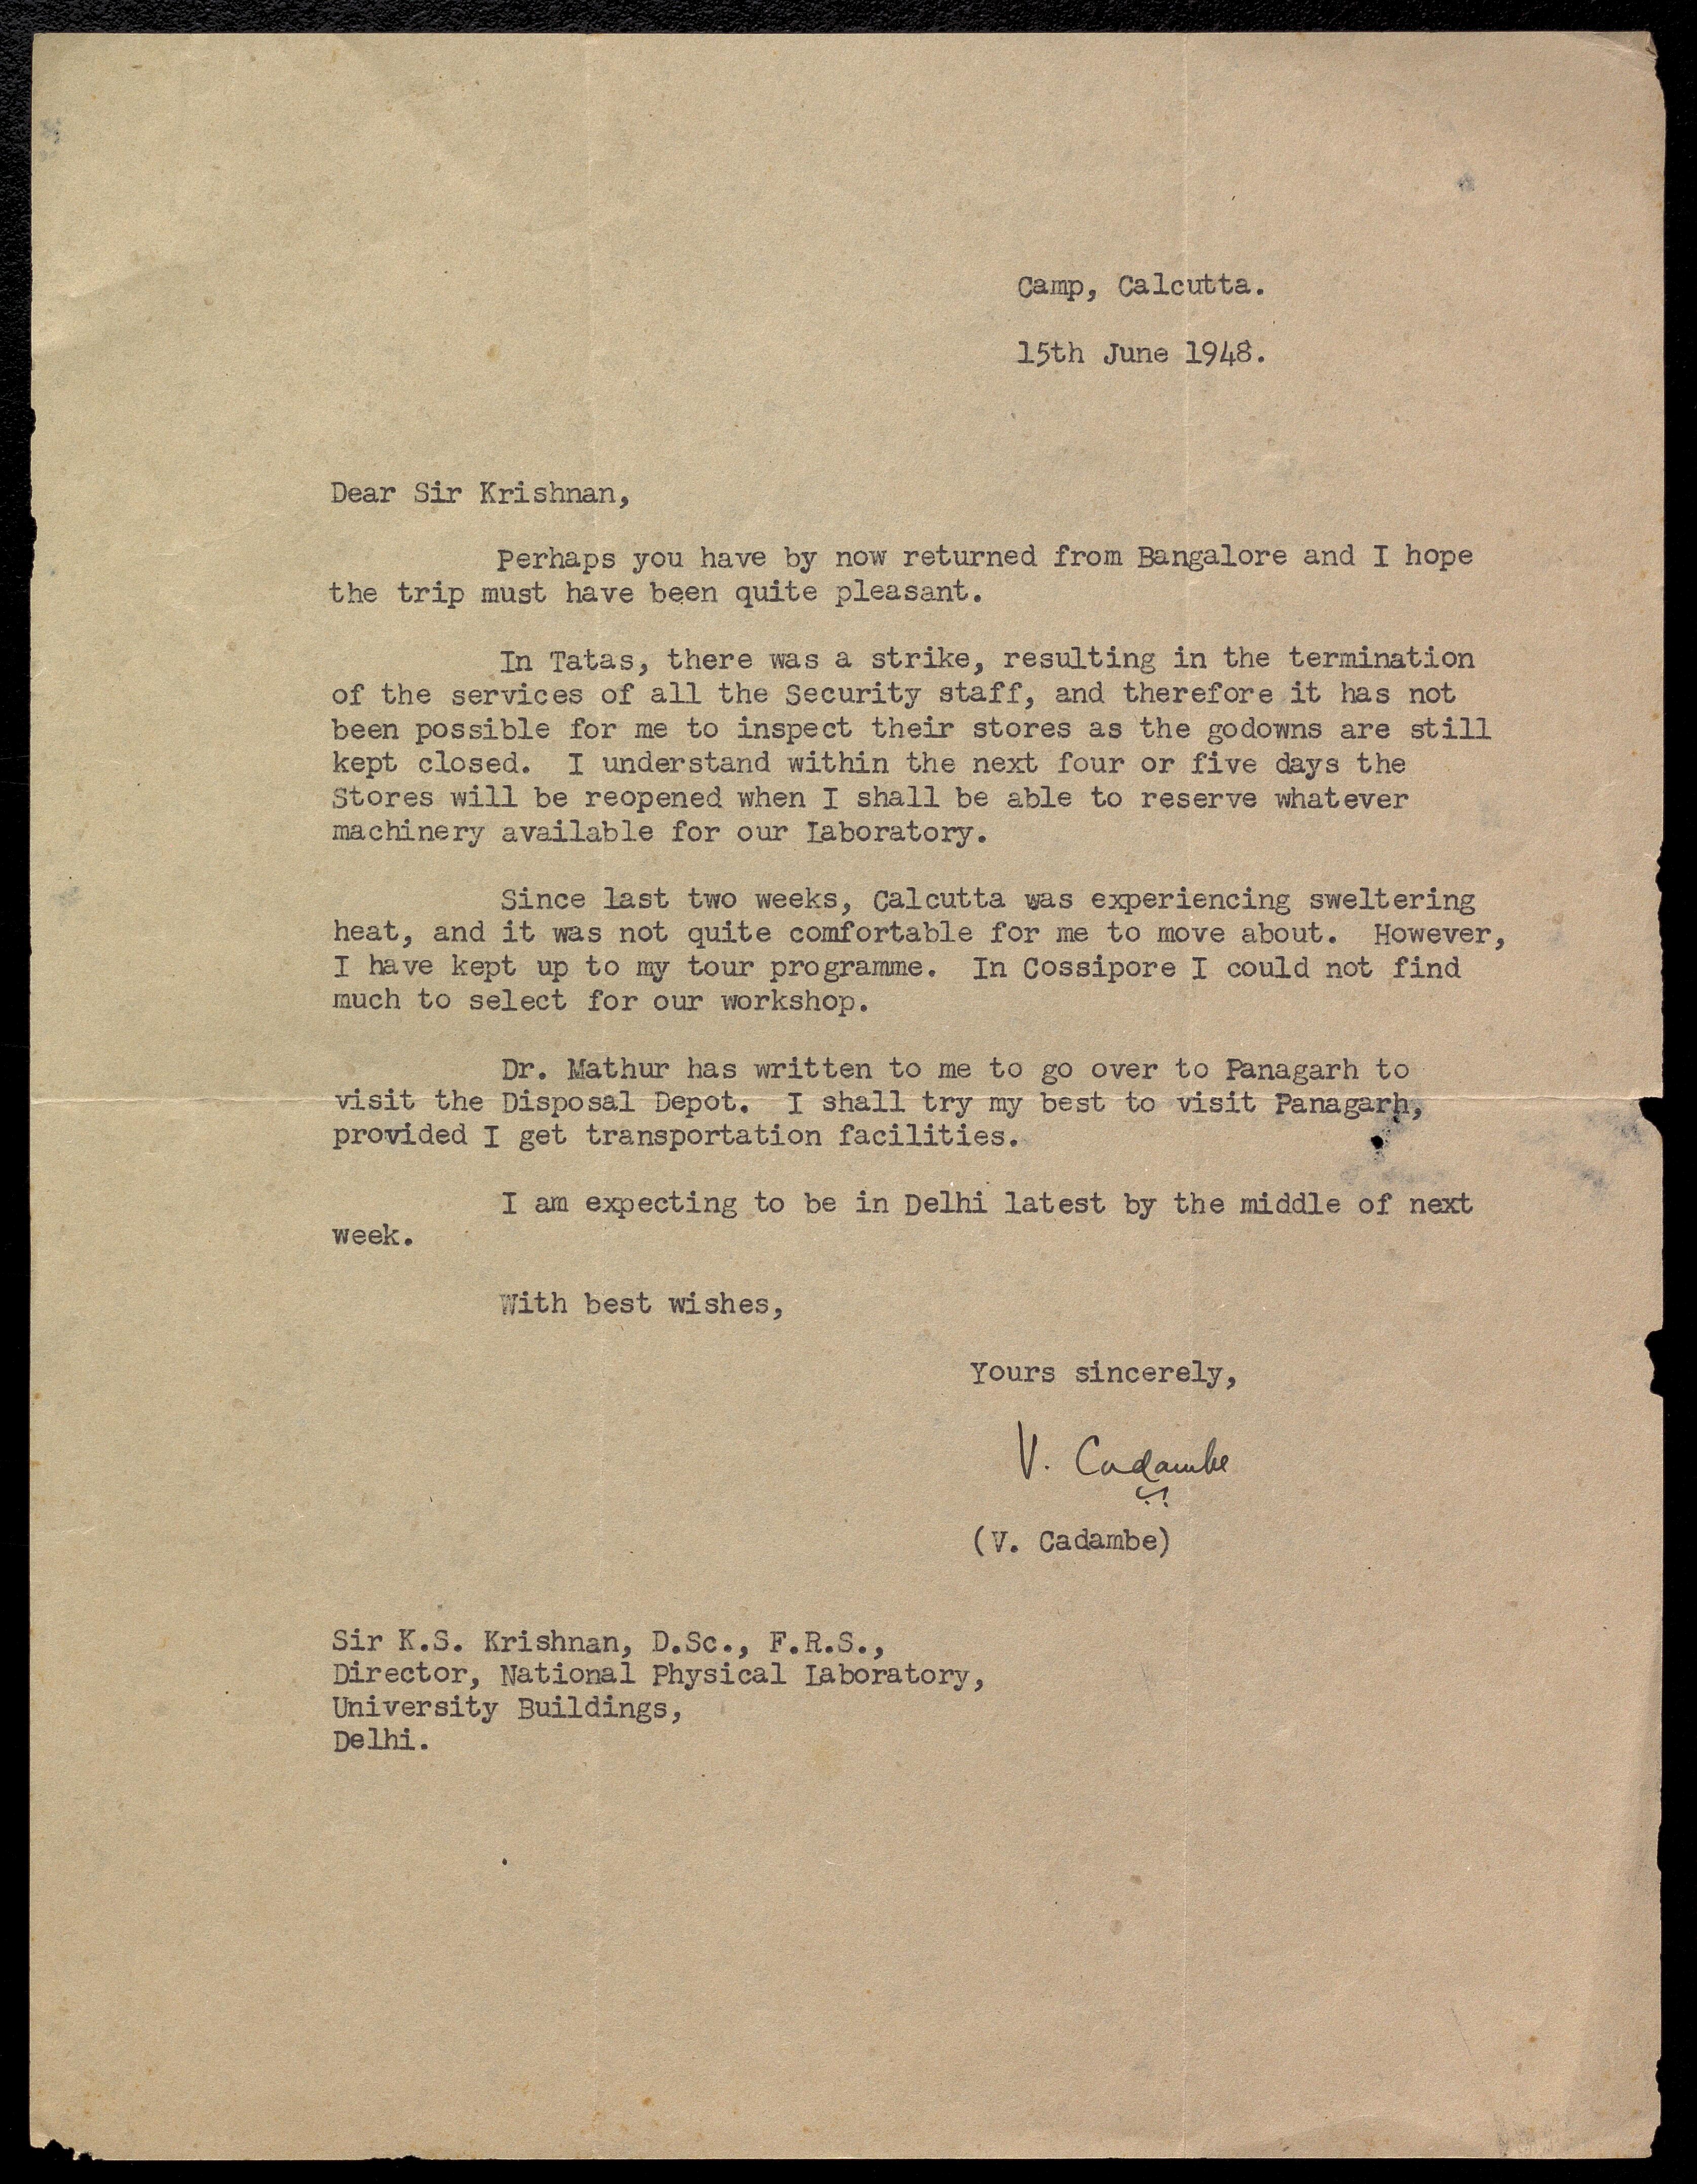 Camp, Calcutta.
15th June 1948.
Dear Sir Krishnan,
Perhaps you have by now returned from Bangalore and I hope
the trip must have been quite pleasant.
In Tatas, there was a strike, resulting in the termination
of the services of all the Security staff, and therefore it has not
been possible for me to inspect their stores as the godowns are still
kept closed. I understand within the next four or five days the
Stores will be reopened when I shall be able to reserve whatever
machinery available for our Laboratory.
Since last two weeks, Calcutta was experiencing sweltering
heat, and it was not quite comfortable for me to move about. However,
I have kept up to my tour programme. In Cossipore I could not find
much to select for our workshop.
Dr. Mathur has written to me to go over to Panagarh to
visit the Disposal Depot. I shall try my best to visit Panagarh,
provided I get transportation facilities.
I am expecting to be in Delhi latest by the middle of next
week.
With best wishes,
Yours sincerely,
V. Cadambe
(V. Cadambe)
Sir K.S. Krishnan, D.Sc., F.R.S.,
Director, National Physical Laboratory,
University Buildings,
Delhi.